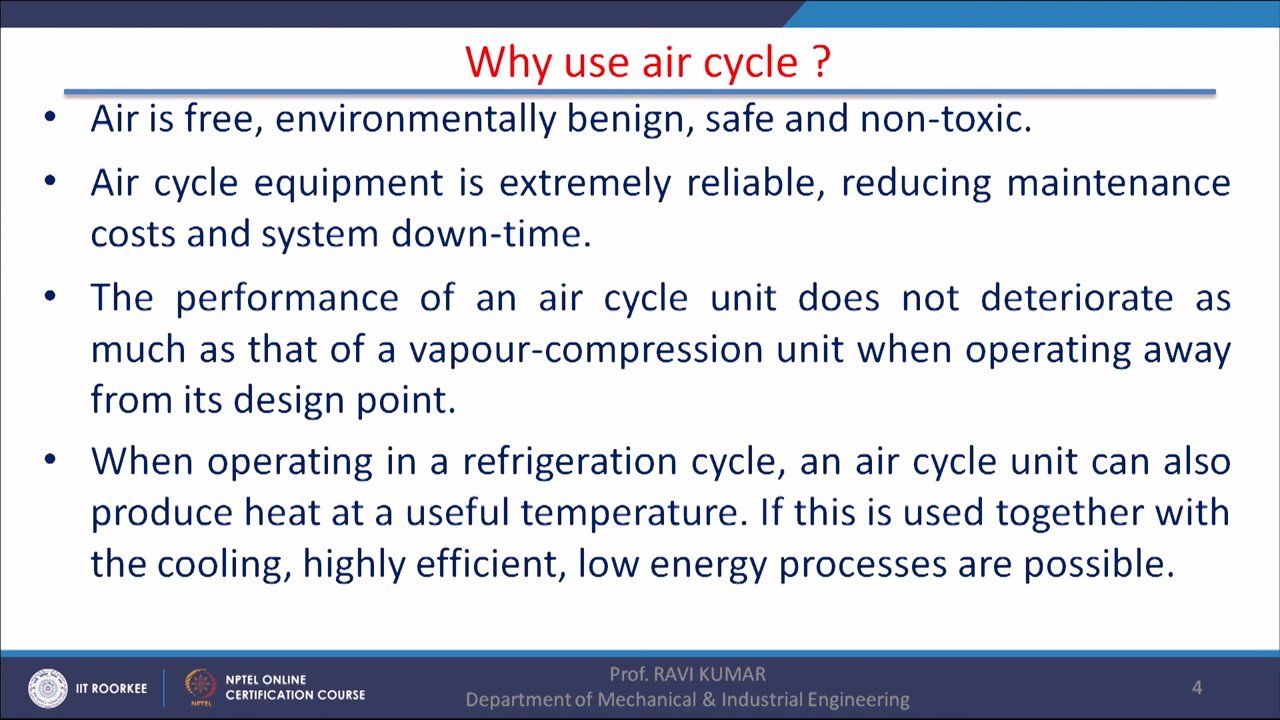 Why use air cycle ?
• Air is free, environmentally benign, safe and non-toxic.
• Air cycle equipment is extremely reliable, reducing maintenance
costs and system down-time.
• The performance of an air cycle unit does not deteriorate as
much as that of a vapour-compression unit when operating away
from its design point.
• When operating in a refrigeration cycle, an air cycle unit can also
produce heat at a useful temperature. If this is used together with
the cooling, highly efficient, low energy processes are possible.
IIT ROORKEE
NPTEL
NPTEL ONLINE
CERTIFICATION COURSE
Prof. RAVI KUMAR
Department of Mechanical & Industrial Engineering
4